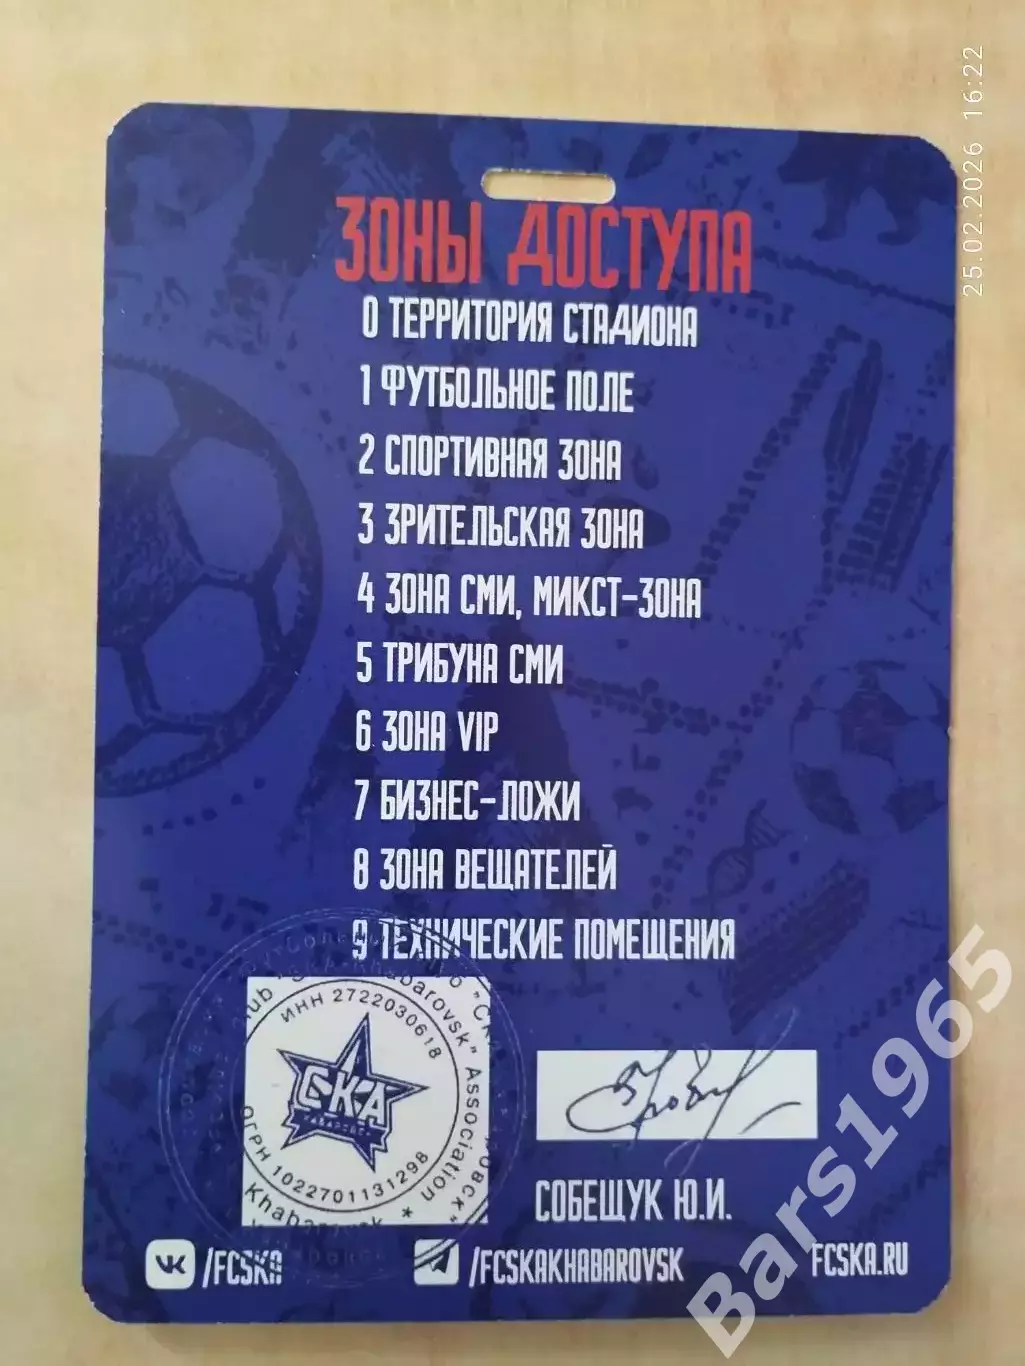 25.02.2026 16:22
ЗОНЫ ДОСТУПА
0 ТЕРРИТОРИЯ СТАДИОНА
1 ФУТБОЛЬНОЕ ПОЛЕ
2 СПОРТИВНАЯ ЗОНА
3 ЗРИТЕЛЬСКАЯ ЗОНА
4 ЗОНА СМИ, МИКСТ-ЗОНА
5 ТРИБУНА СМИ
6 ЗОНА VIP
7 БИЗНЕС-ЛОЖИ
8 ЗОНА ВЕЩАТЕЛЕЙ
9 ТЕХНИЧЕСКИЕ ПОМЕЩЕНИЯ
Khabarovsk" Association
ИНН 2722030618
СКА
ХАБАРОВСК
ОГРН 1022701131298
Khabarovsk *
СОБЕЩУК Ю.И.
/FCSKA
/FCSKAKHABAROVSK
FCSKA.RU
Bars1965